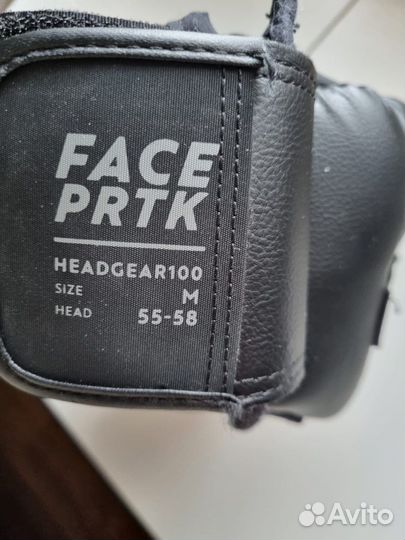 FACE
PRTK
HEADGEAR100
SIZE M
HEAD 55-58
Avito